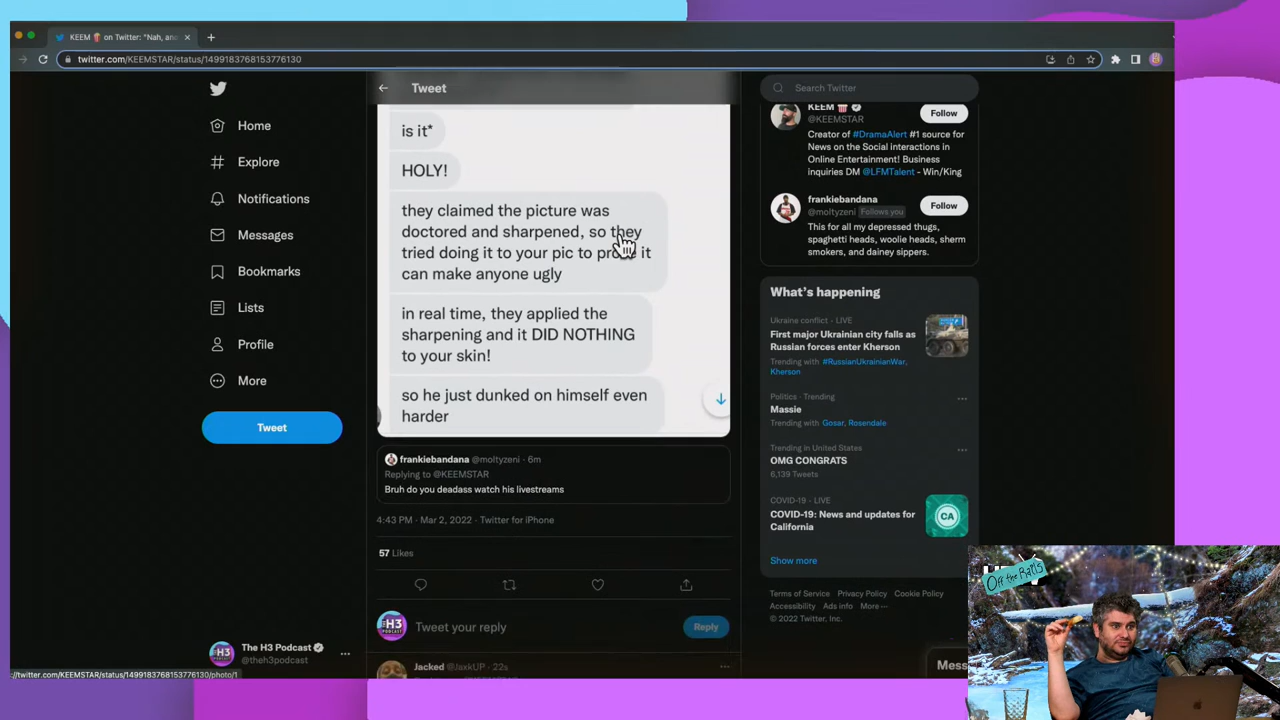 KEEM 🍿 on Twitter: "Nah, an
twitter.com/KEEMSTAR/status/1499183768153776130
Home
Explore
Notifications
Messages
Bookmarks
Lists
Profile
More
Tweet
The H3 Podcast
@theh3podcast
Tweet
is it*
HOLY!
they claimed the picture was
doctored and sharpened, so they
tried doing it to your pic to prove it
can make anyone ugly
in real time, they applied the
sharpening and it DID NOTHING
to your skin!
so he just dunked on himself even
harder
frankiebandana @moltyzeni · 6m
Replying to @KEEMSTAR
Bruh do you deadass watch his livestreams
4:43 PM · Mar 2, 2022 · Twitter for iPhone
57 Likes
Tweet your reply
Reply
Jacked @JaxkUP · 22s
Search Twitter
KEEM 🍿
@KEEMSTAR
Follow
Creator of #DramaAlert #1 source for
News on the Social interactions in
Online Entertainment! Business
inquiries DM @LFMTalent - Win/King
frankiebandana
@moltyzeni Follows you
Follow
This for all my depressed thugs,
spaghetti heads, woolie heads, sherm
smokers, and dainey sippers.
What's happening
Ukraine conflict · LIVE
First major Ukrainian city falls as
Russian forces enter Kherson
Trending with #RussianUkrainianWar,
Kherson
Politics · Trending
Massie
Trending with Gosar, Rosendale
Trending in United States
OMG CONGRATS
6,139 Tweets
COVID-19 · LIVE
COVID-19: News and updates for
California
CA
Show more
Terms of Service Privacy Policy Cookie Policy
Accessibility Ads info More
© 2022 Twitter, Inc.
Mess
Off the Rails
://twitter.com/KEEMSTAR/status/1499183768153776130/photo/1